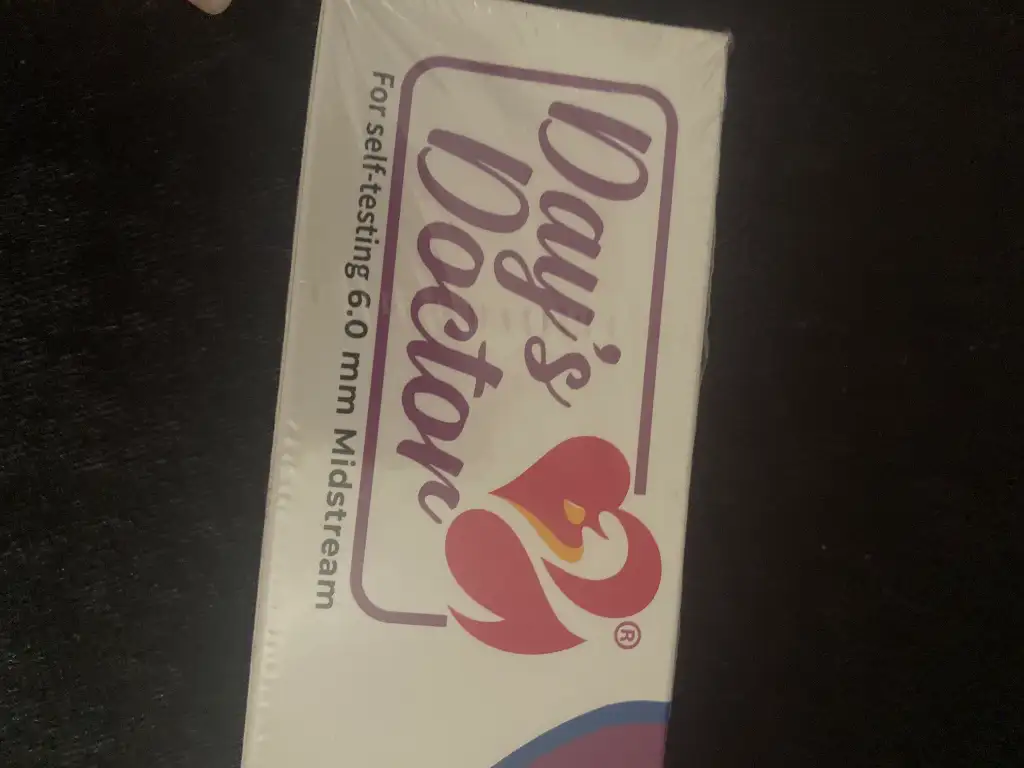 Day's
Doctor
®
For self-testing 6.0 mm Midstream